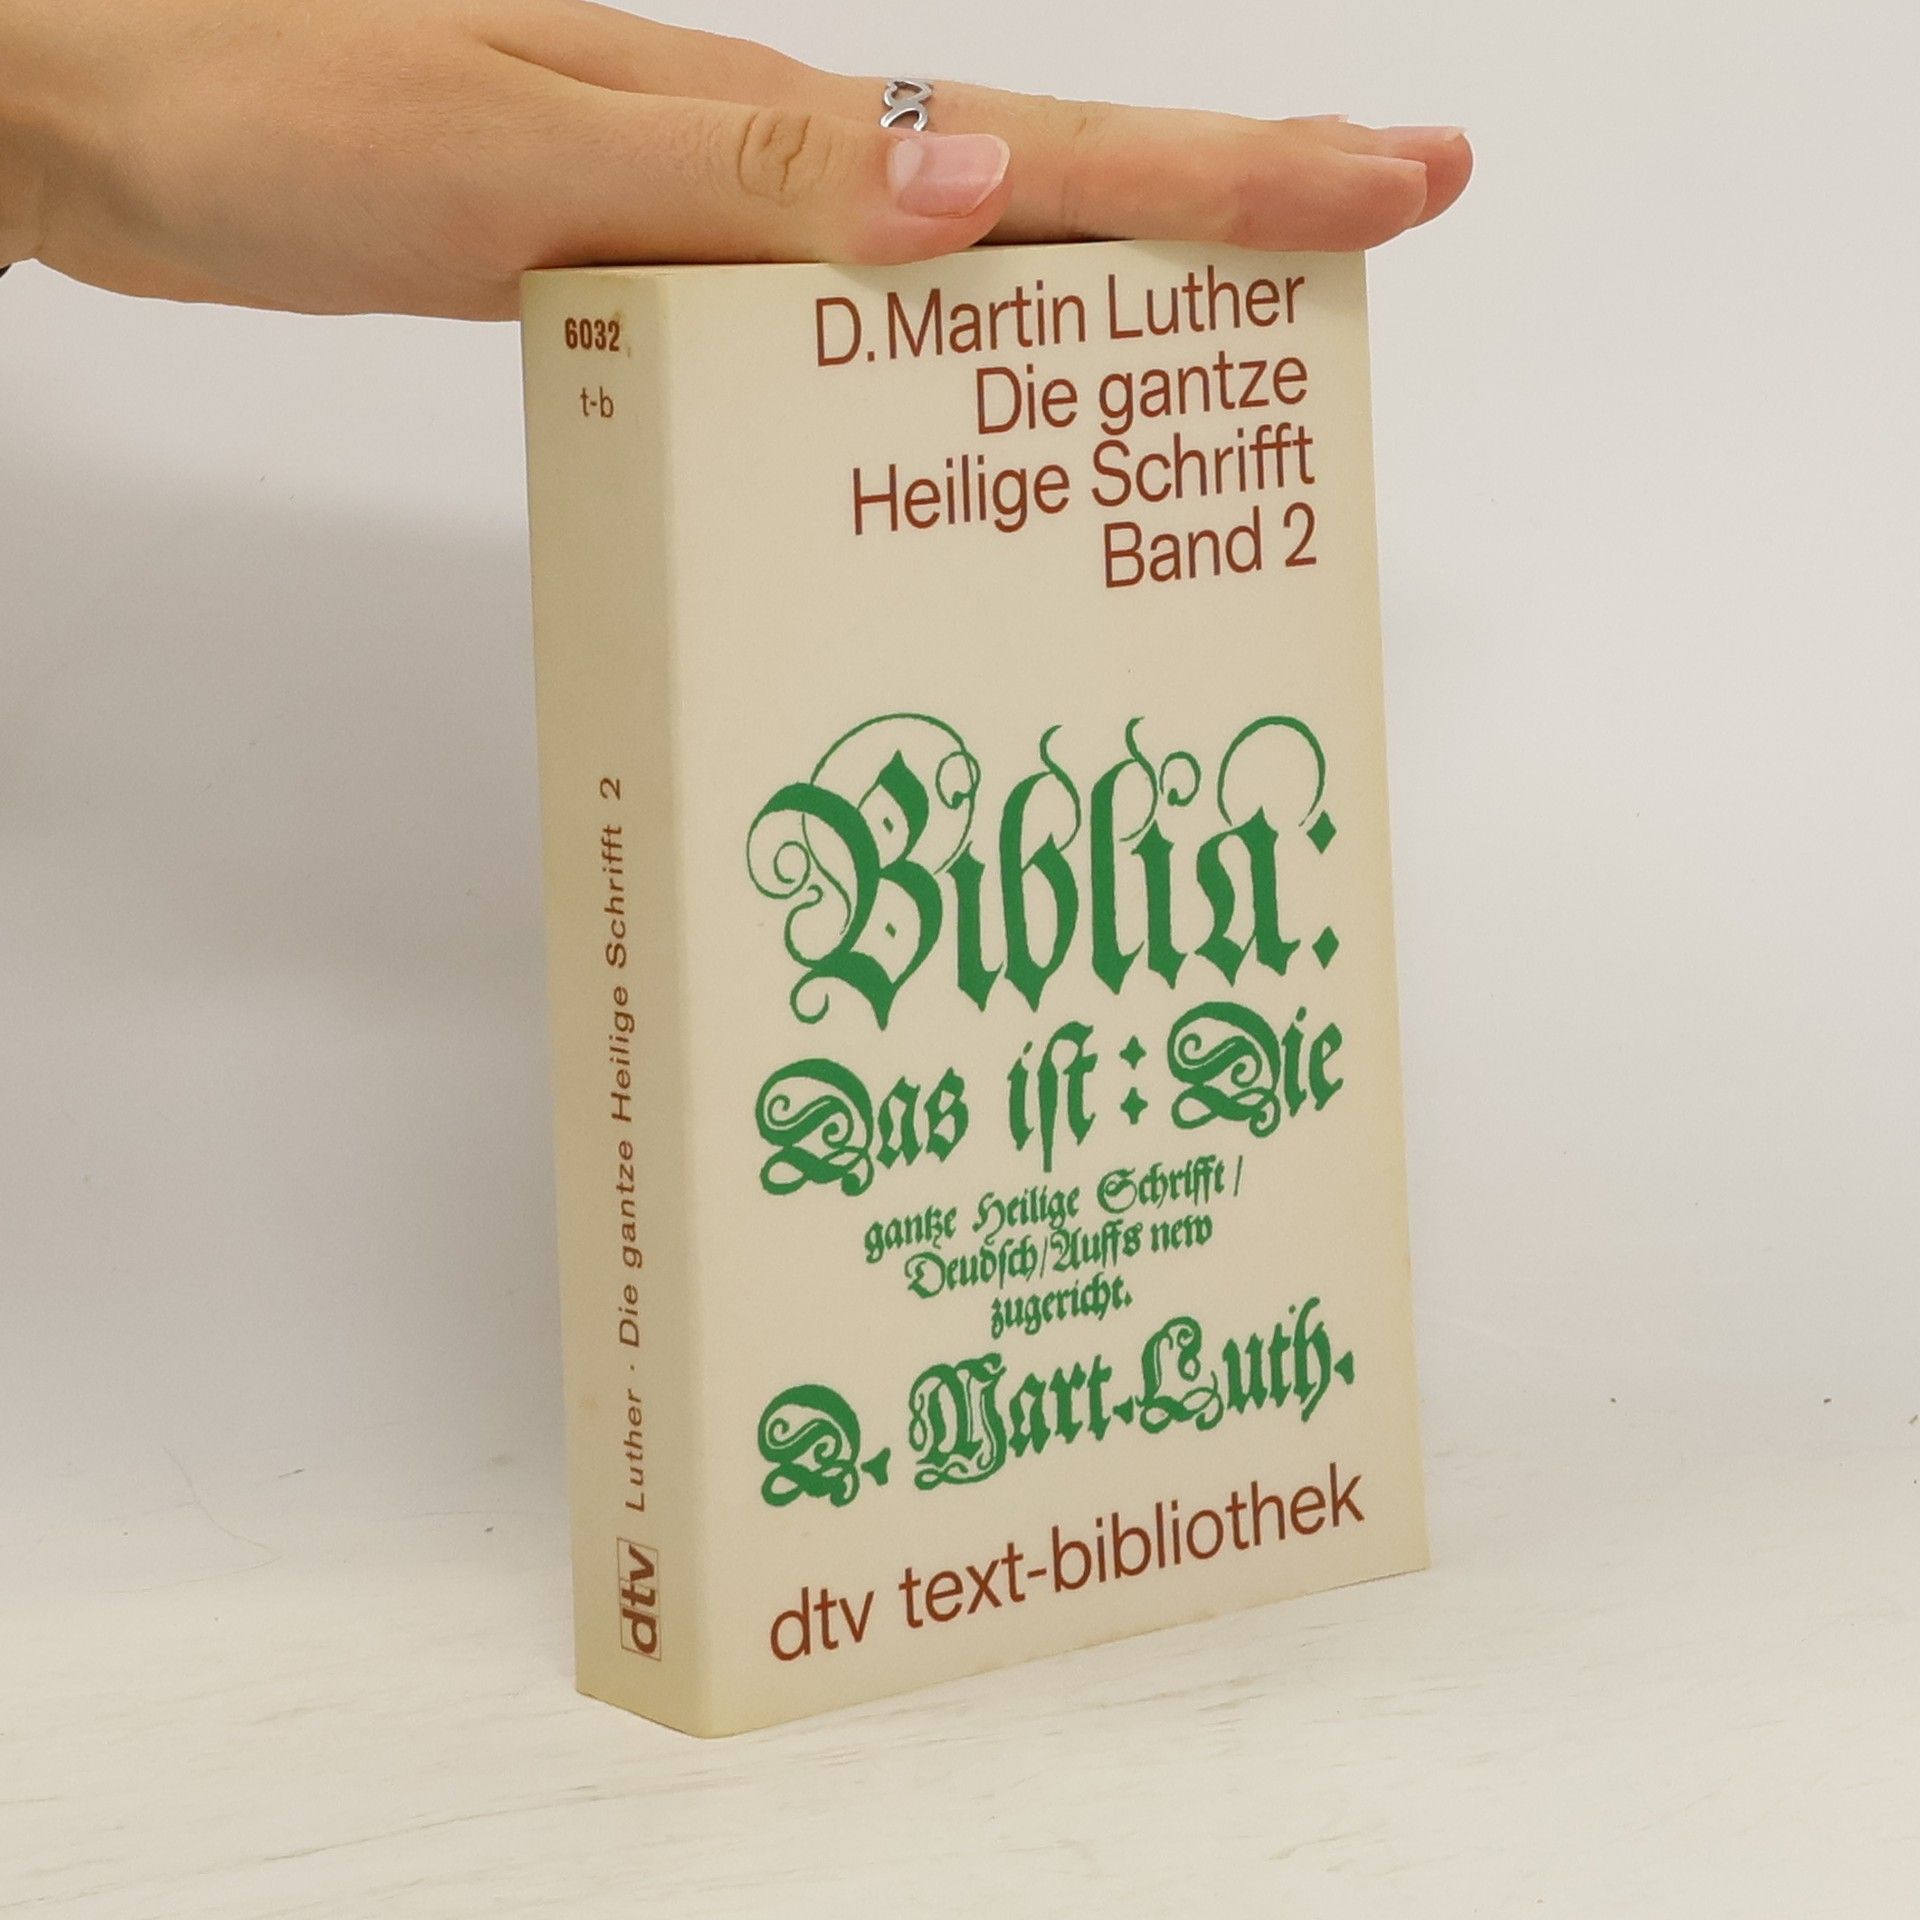 6032
t-b
Luther · Die gantze Heilige Schrifft 2
dtv
D. Martin Luther
Die gantze
Heilige Schrifft
Band 2
Biblia:
Das iſt: Die
gantze Heilige Schrifft/
Deudſch/Auffs new
zugericht.
D. Mart. Luth.
dtv text-bibliothek